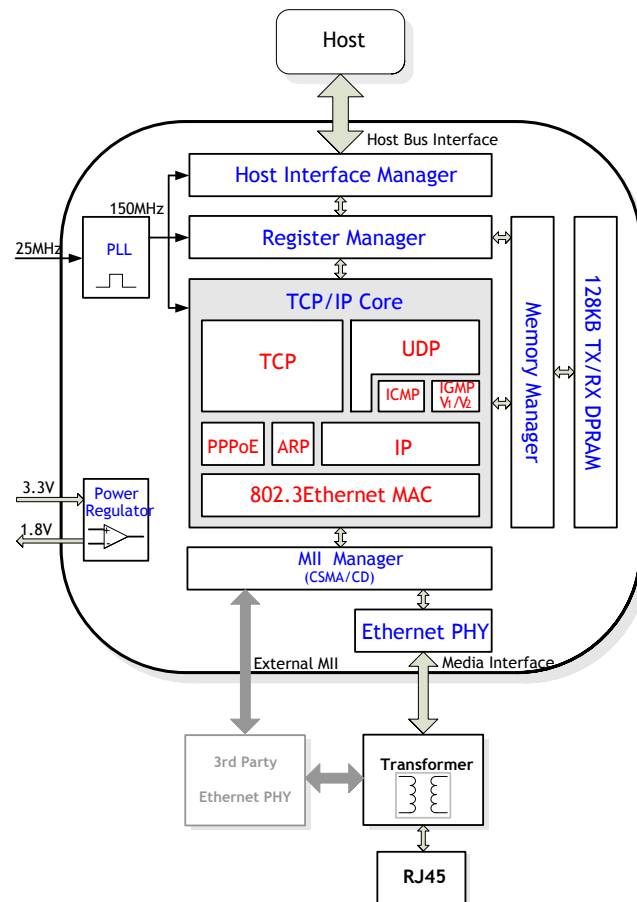 Host
Host Bus Interface
Host Interface Manager
150MHz
Register Manager
25MHz
PLL
TCP/IP Core
TCP
UDP
ICMP
IGMP
V1/V2
PPPoE
ARP
IP
802.3Ethernet MAC
Memory Manager
128KB TX/RX DPRAM
3.3V
1.8V
Power
Regulator
MII Manager
(CSMA/CD)
Ethernet PHY
External MII
Media Interface
3rd Party
Ethernet PHY
Transformer
RJ45